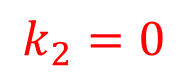 k₂ = 0